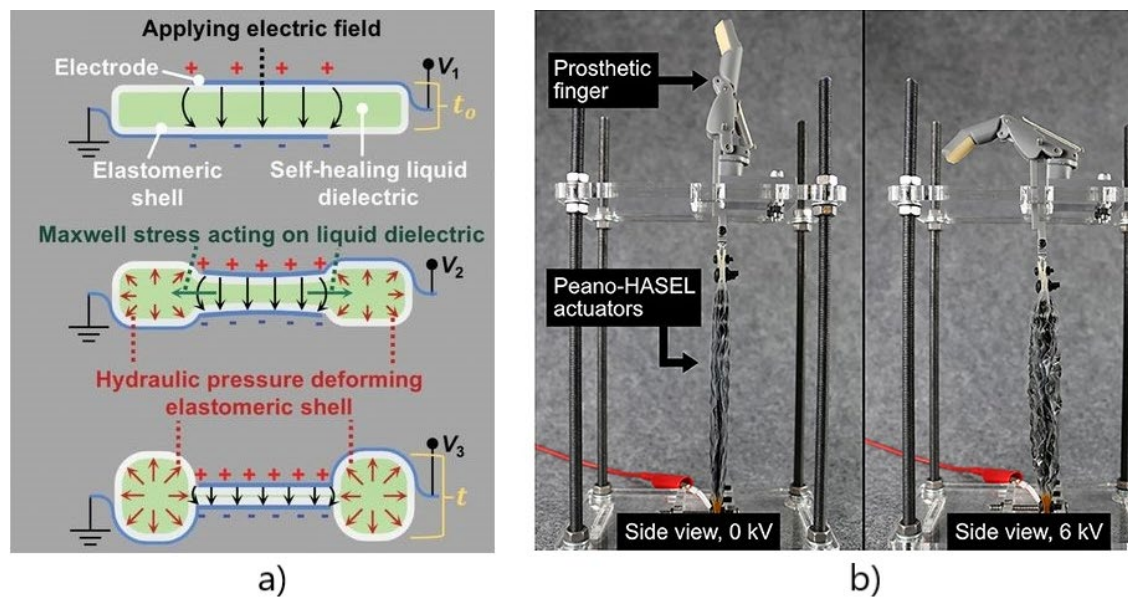 Applying electric field
Electrode
+ + + +
V1
to
- - - -
Elastomeric
shell
Self-healing liquid
dielectric
Maxwell stress acting on liquid dielectric
+ + + + +
V2
- - - - -
Hydraulic pressure deforming
elastomeric shell
V3
+ + + + + +
t
- - - - - -
a)
Prosthetic
finger
Peano-HASEL
actuators
Side view, 0 kV
Side view, 6 kV
b)